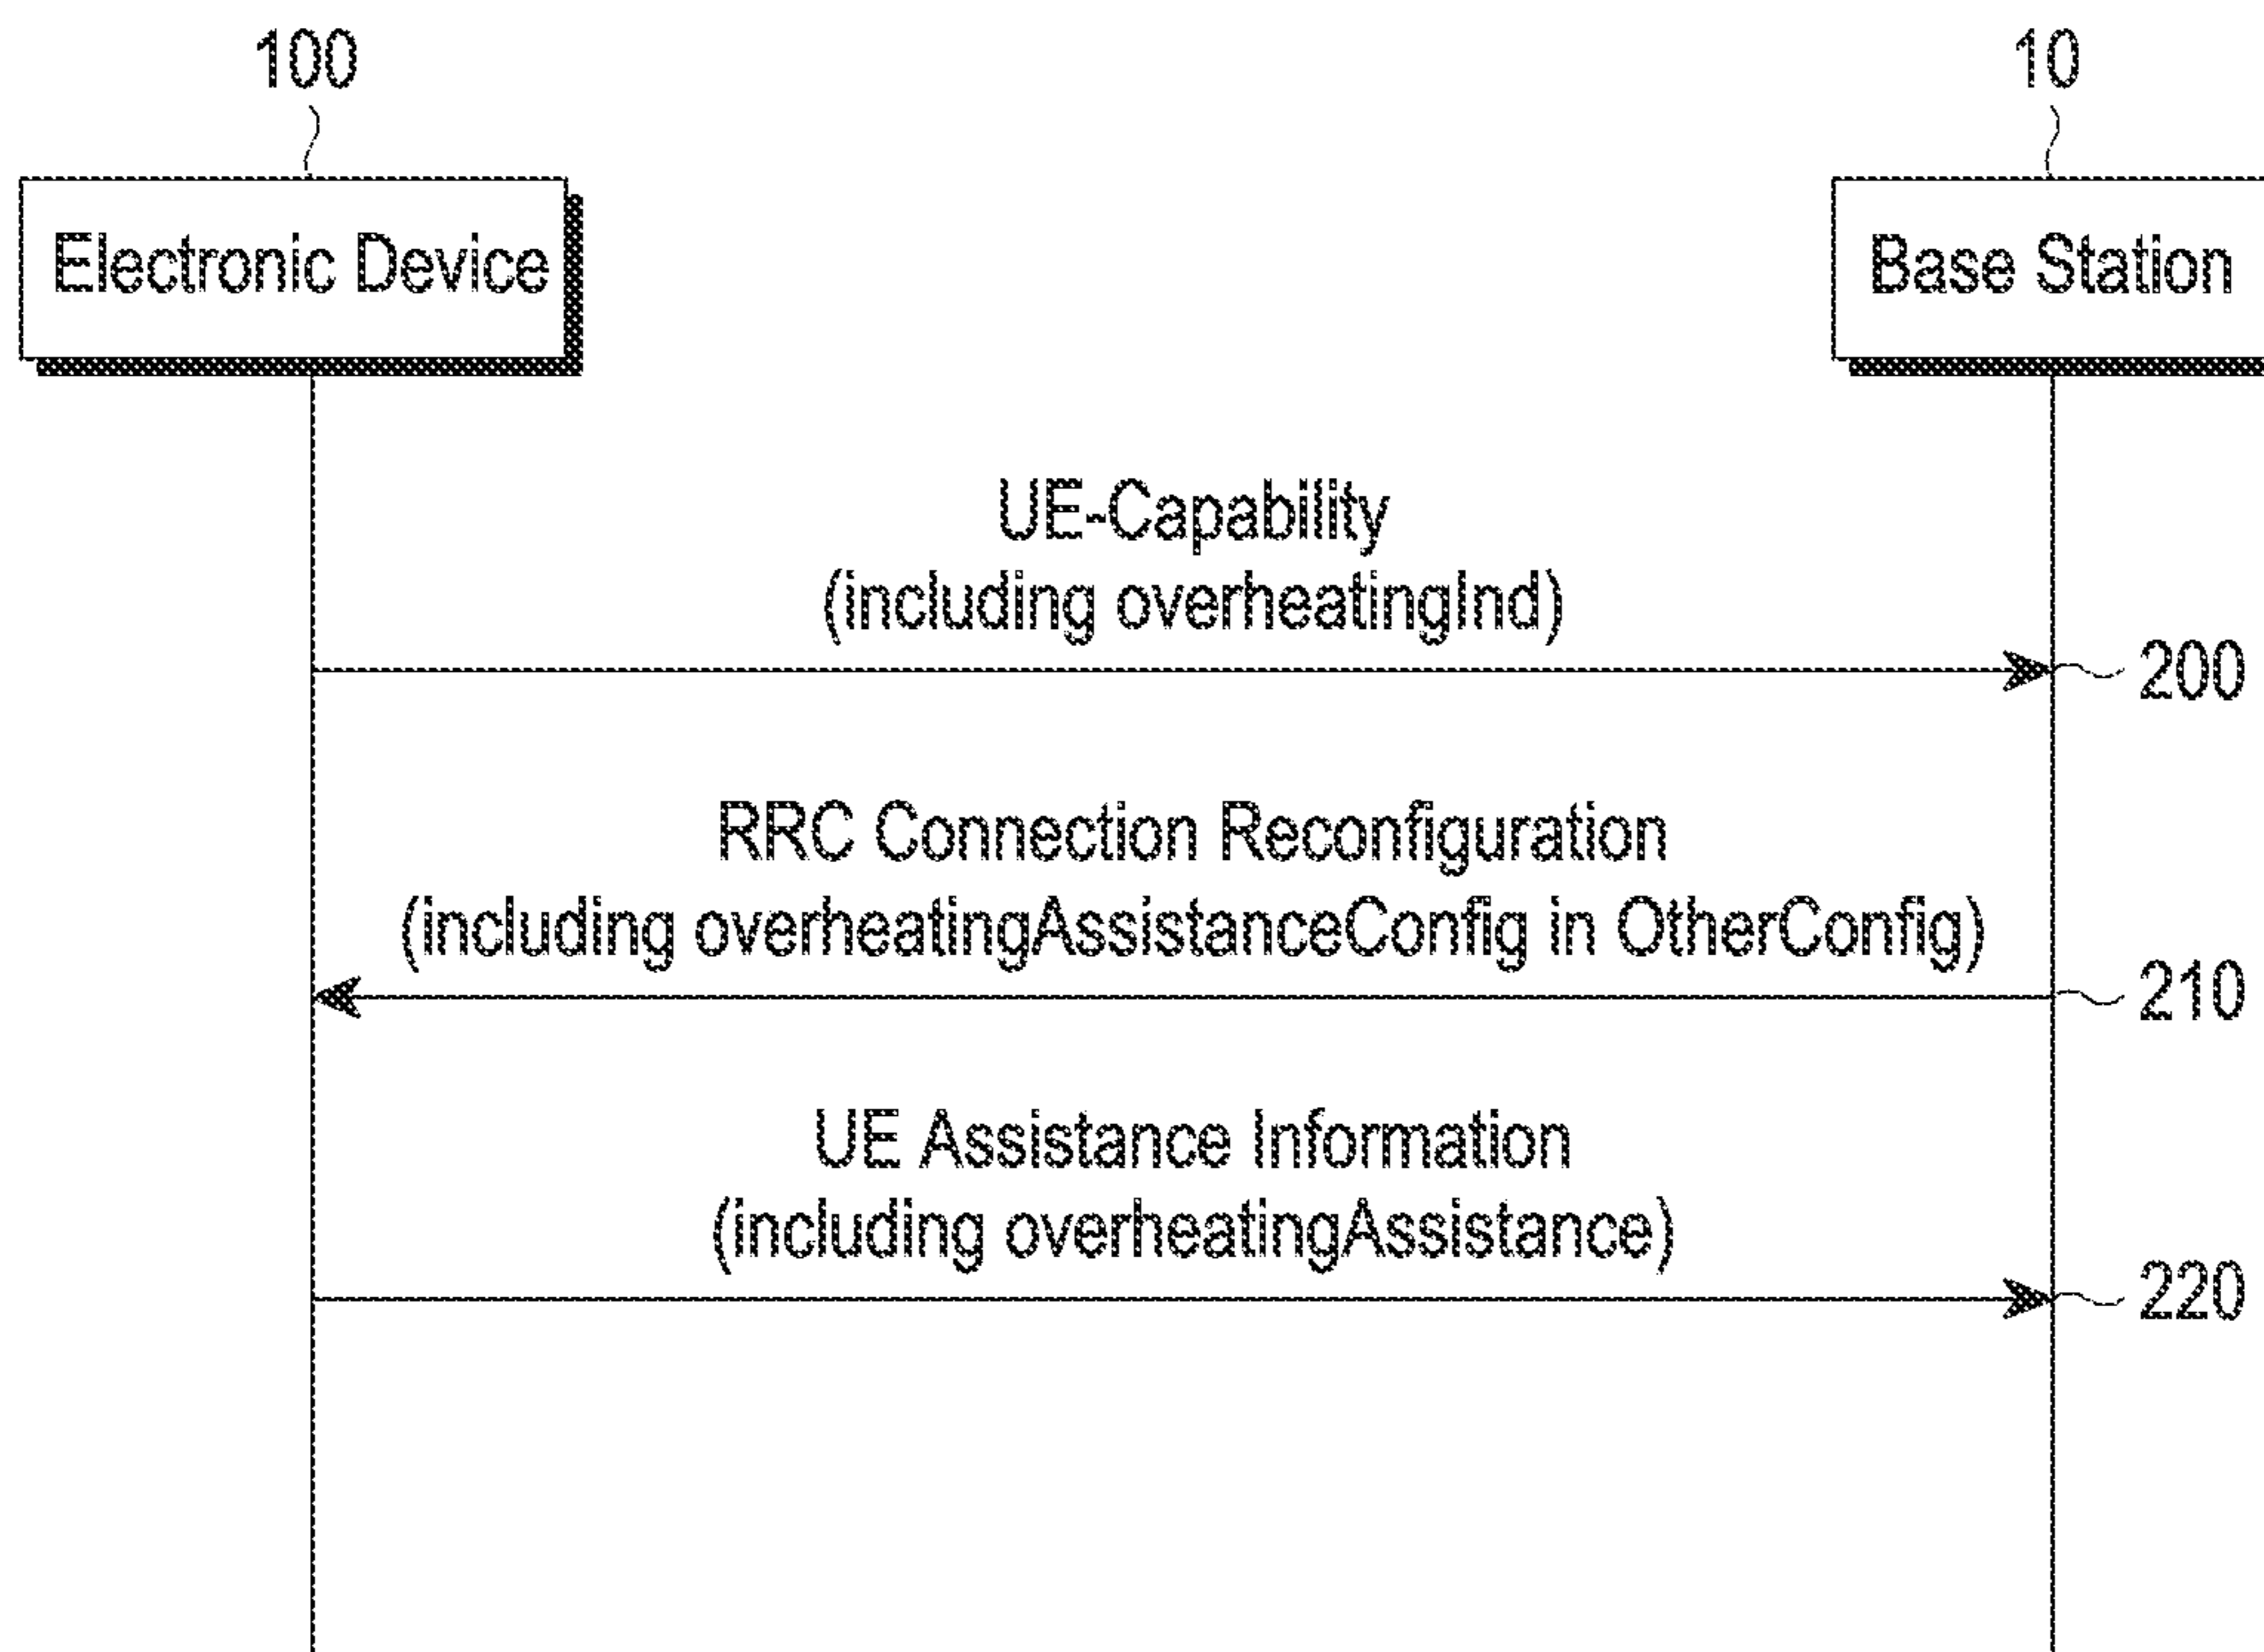 100
10
Electronic Device
Base Station
UE-Capability
(including overheatingInd)
200
RRC Connection Reconfiguration
(including overheatingAssistanceConfig in OtherConfig)
210
UE Assistance Information
(including overheatingAssistance)
220